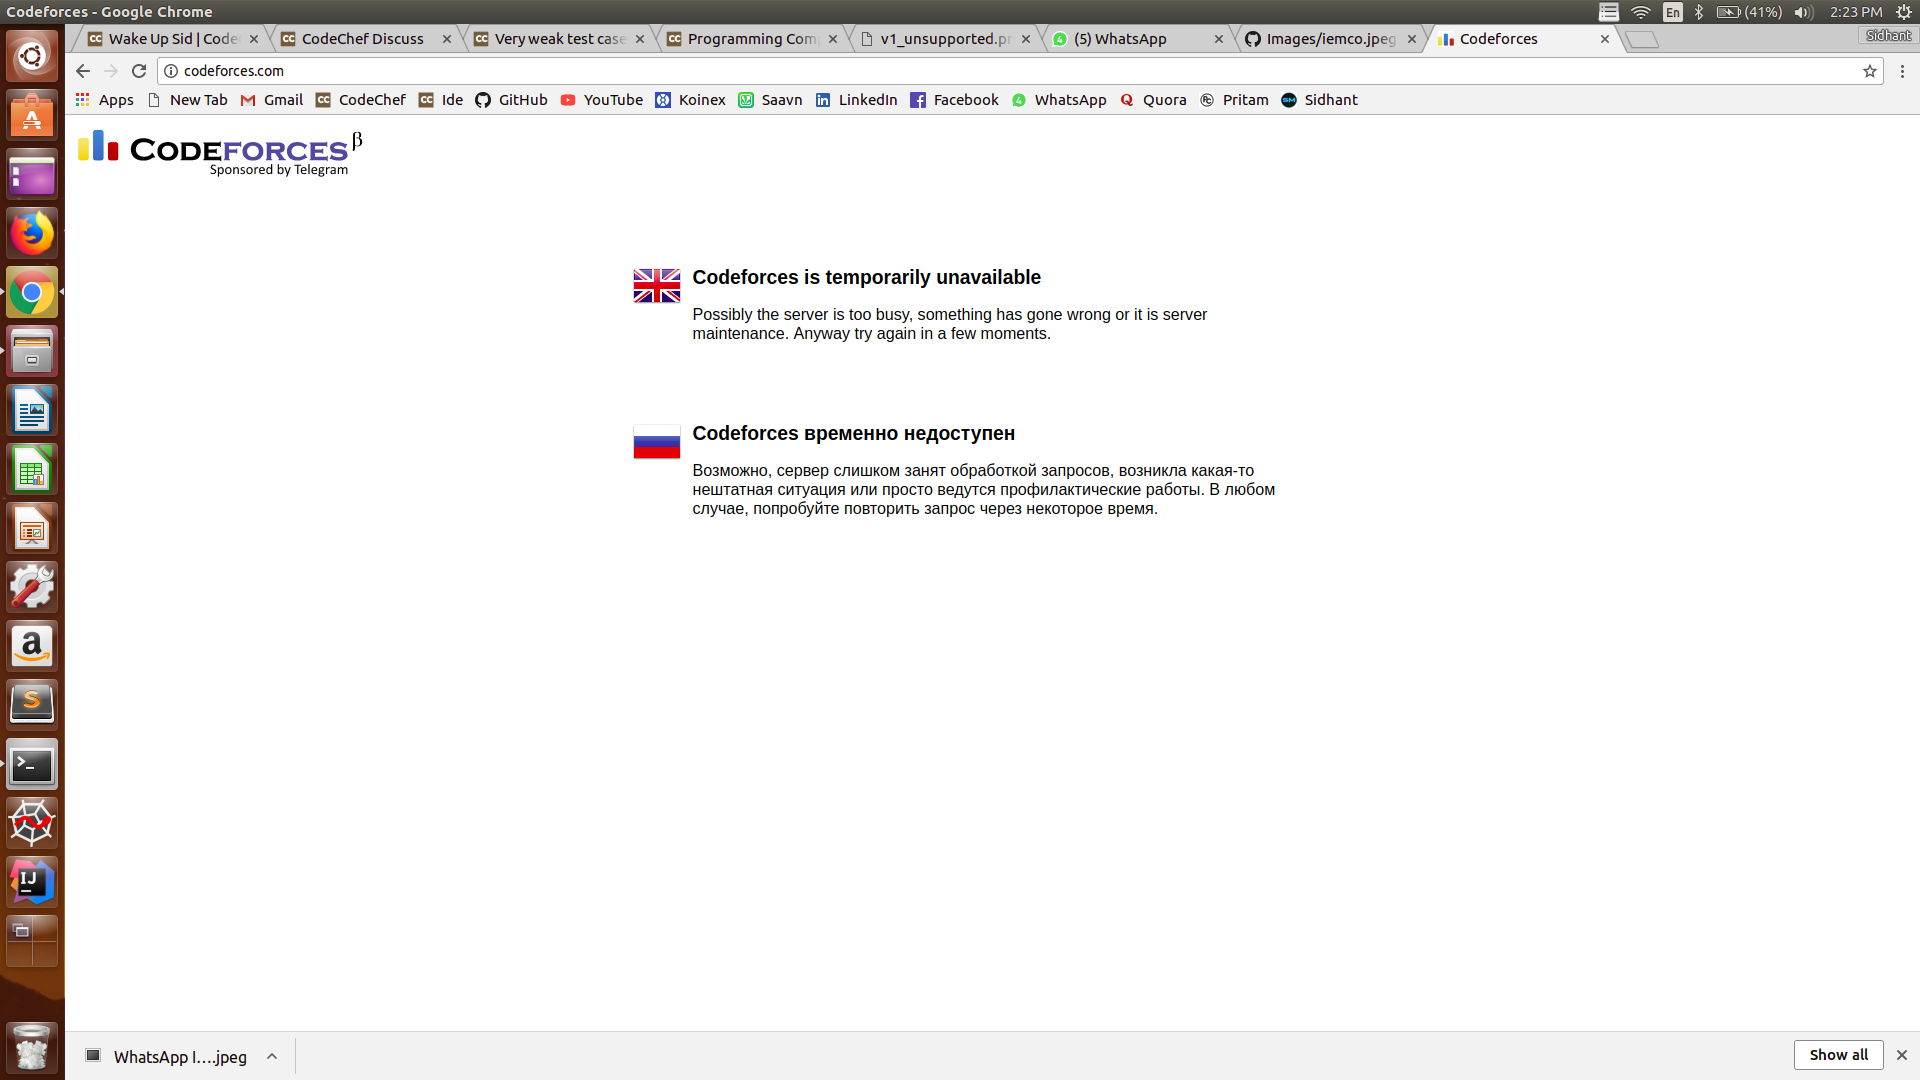 Codeforces - Google Chrome
En
(41%)
2:23 PM
Wake Up Sid | Code
CodeChef Discuss
Very weak test case
Programming Com
v1_unsupported.pr
(5) WhatsApp
Images/iemco.jpeg
Codeforces
Sidhant
codeforces.com
Apps
New Tab
Gmail
CodeChef
Ide
GitHub
YouTube
Koinex
Saavn
LinkedIn
Facebook
WhatsApp
Quora
Pritam
Sidhant
CODEFORCES β
Sponsored by Telegram
Codeforces is temporarily unavailable
Possibly the server is too busy, something has gone wrong or it is server
maintenance. Anyway try again in a few moments.
Codeforces временно недоступен
Возможно, сервер слишком занят обработкой запросов, возникла какая-то
нештатная ситуация или просто ведутся профилактические работы. В любом
случае, попробуйте повторить запрос через некоторое время.
WhatsApp I....jpeg
Show all